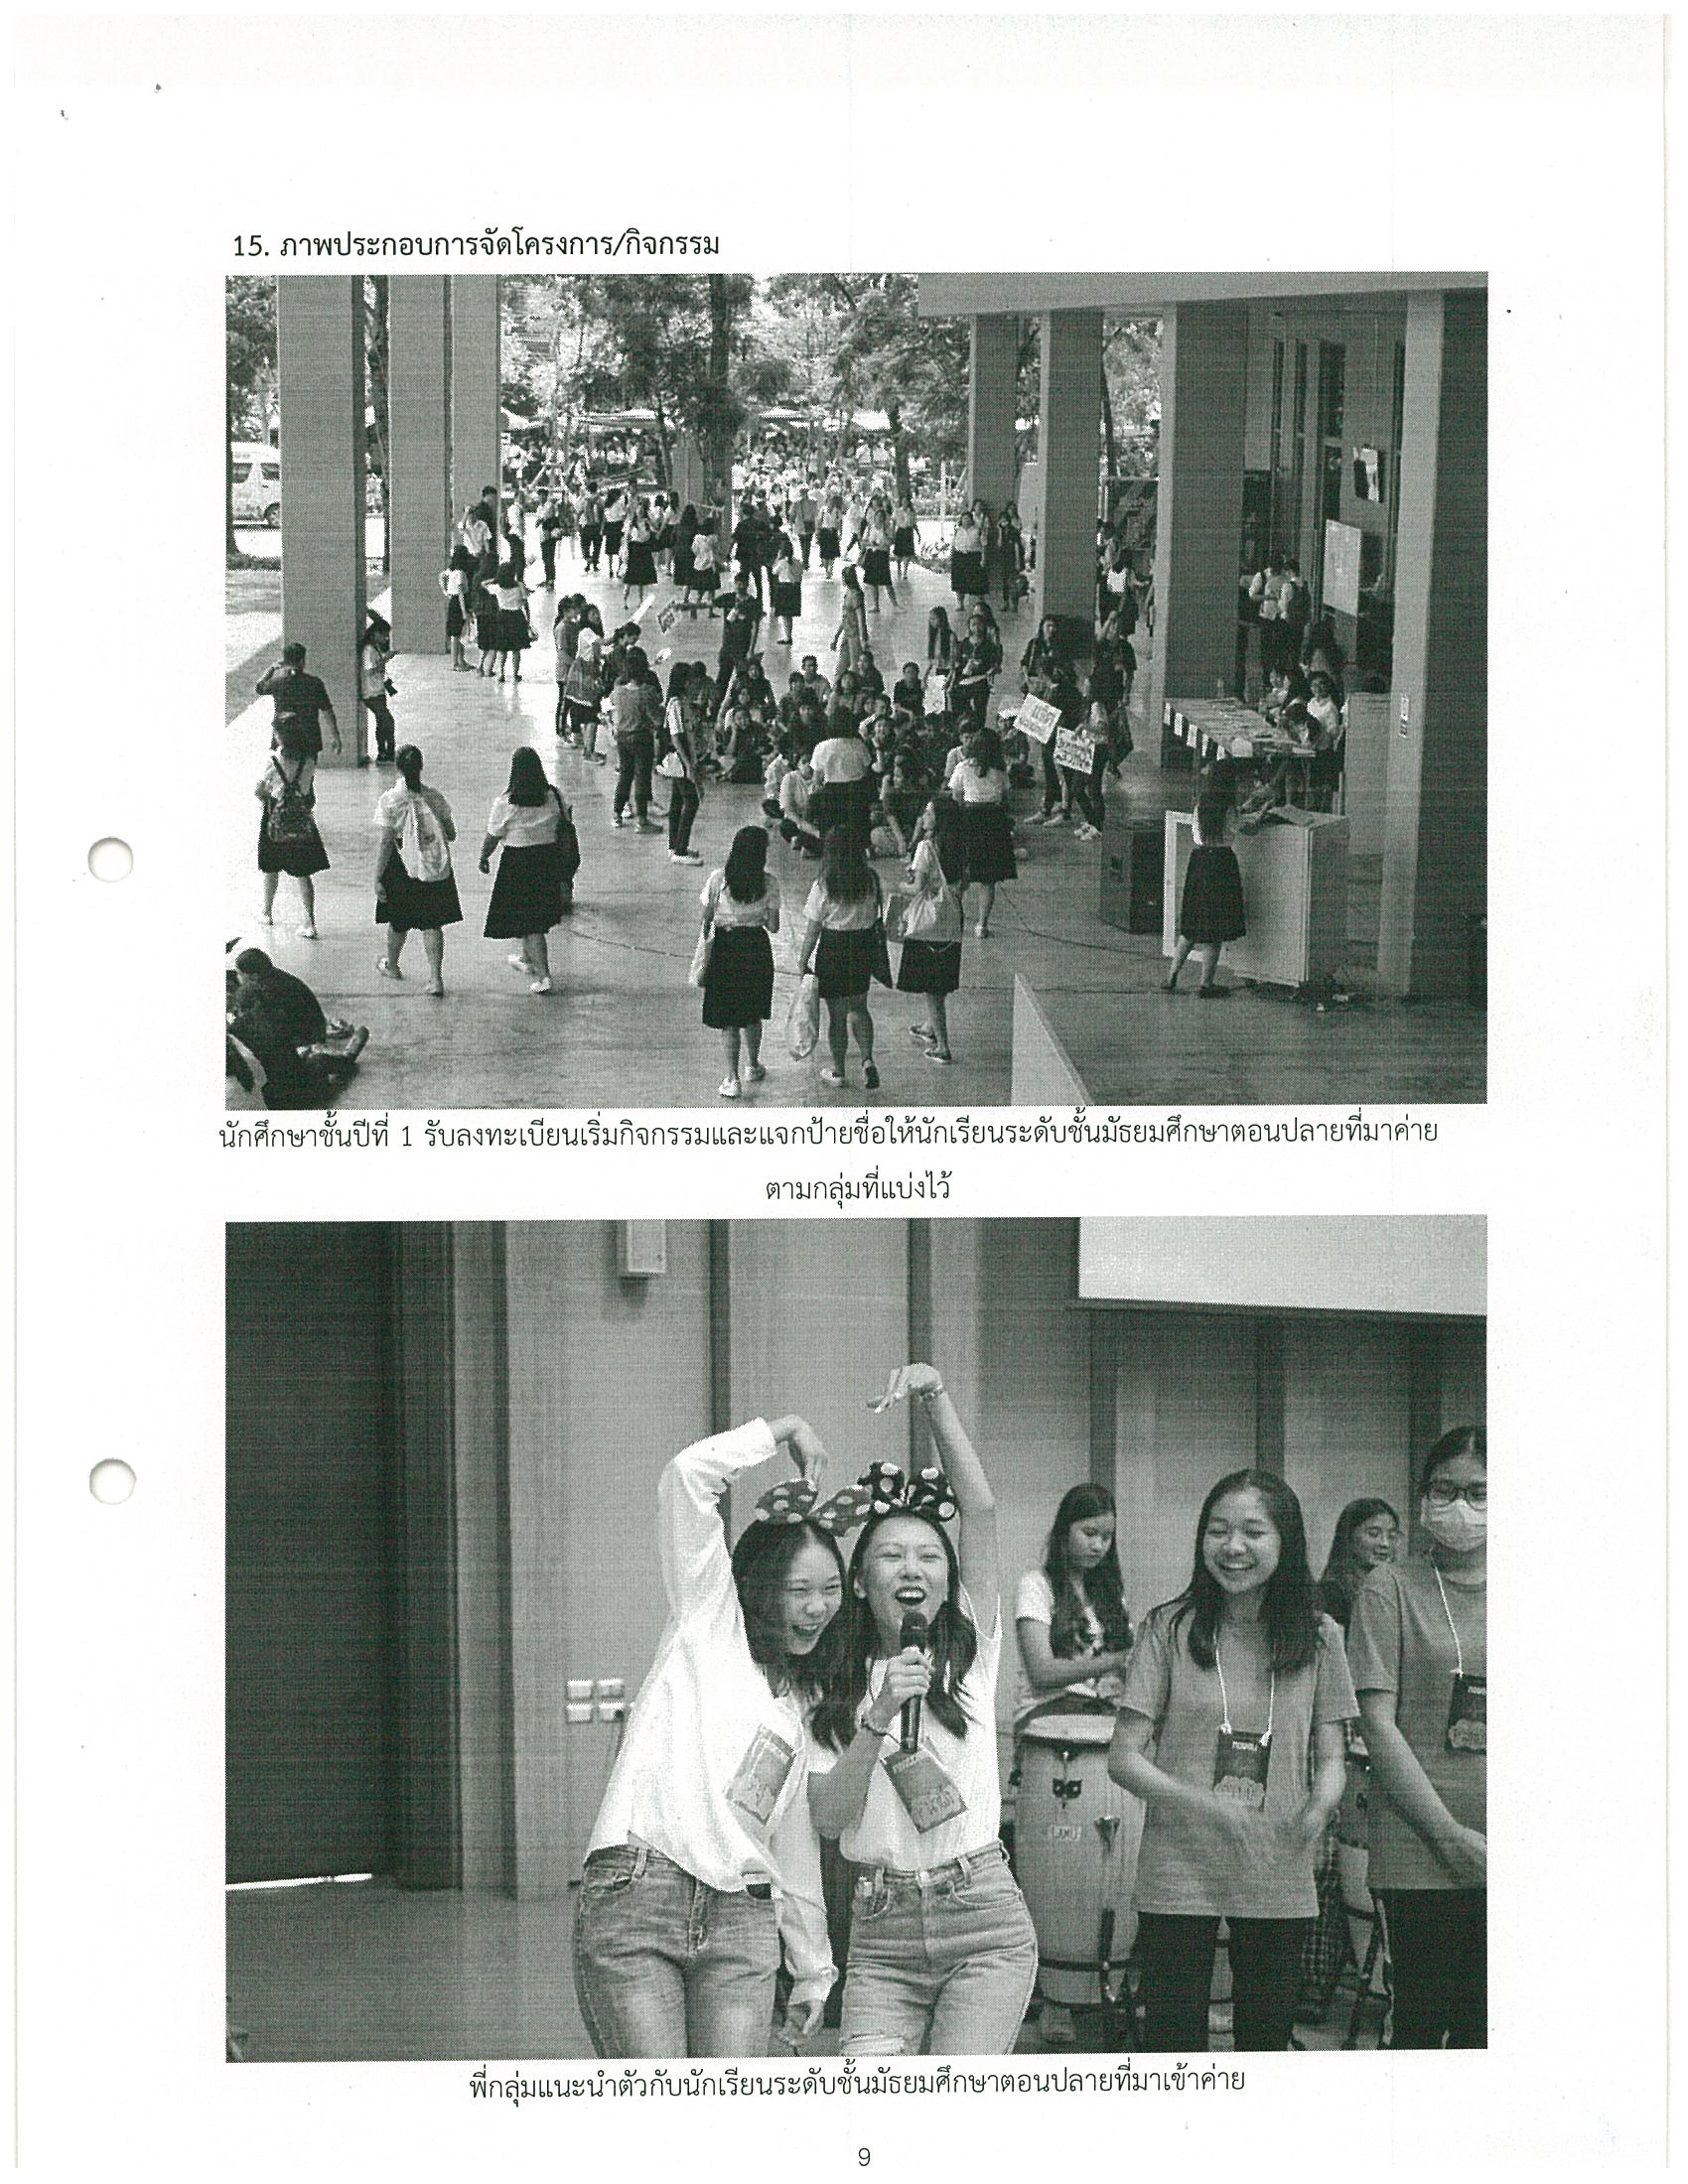 15. ภาพประกอบการจัดโครงการ/กิจกรรม
นักศึกษาชั้นปีที่ 1 รับลงทะเบียนเริ่มกิจกรรมและแจกป้ายชื่อให้นักเรียนระดับชั้นมัธยมศึกษาตอนปลายที่มาค่าย
ตามกลุ่มที่แบ่งไว้
พี่กลุ่มแนะนำตัวกับนักเรียนระดับชั้นมัธยมศึกษาตอนปลายที่มาเข้าค่าย
9